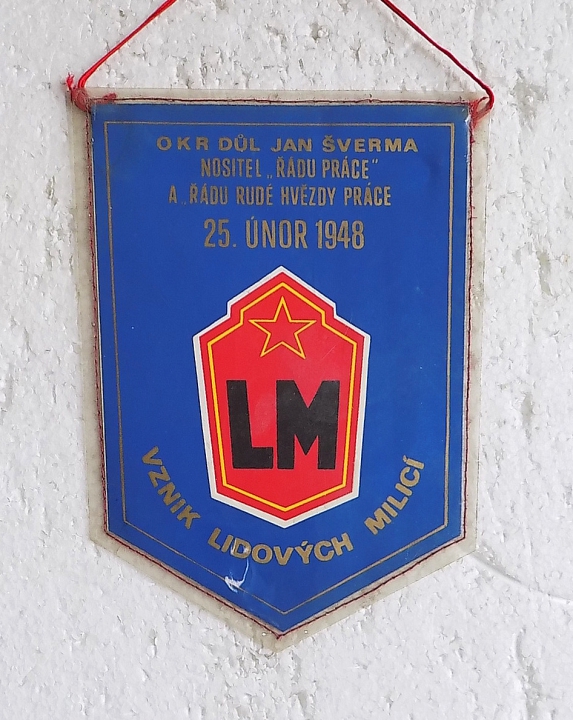 OKR DŮL JAN ŠVERMA
NOSITEL „ŘÁDU PRÁCE"
A „ŘÁDU RUDÉ HVĚZDY PRÁCE
25. ÚNOR 1948
LM
VZNIK LIDOVÝCH MILICÍ